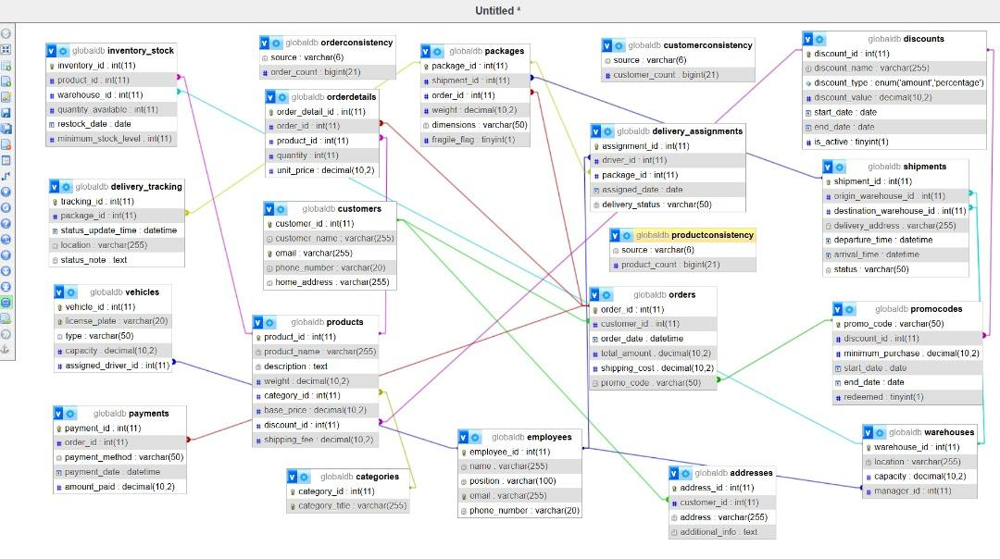 Untitled *
globaldb inventory_stock
inventory_id : int(11)
product_id : int(11)
warehouse_id : int(11)
quantity_available : int(11)
restock_date : date
minimum_stock_level : int(11)
globaldb orderconsistency
source : varchar(6)
order_count : bigint(21)
globaldb orderdetails
order_detail_id : int(11)
order_id : int(11)
product_id : int(11)
quantity : int(11)
unit_price : decimal(10,2)
globaldb packages
package_id : int(11)
shipment_id : int(11)
order_id : int(11)
weight : decimal(10,2)
dimensions : varchar(50)
fragile_flag : tinyint(1)
globaldb customerconsistency
source : varchar(6)
customer_count : bigint(21)
globaldb discounts
discount_id : int(11)
discount_name : varchar(255)
discount_type : enum('amount','percentage')
discount_value : decimal(10,2)
start_date : date
end_date : date
is_active : tinyint(1)
globaldb delivery_assignments
assignment_id : int(11)
driver_id : int(11)
package_id : int(11)
assigned_date : date
delivery_status : varchar(50)
globaldb shipments
shipment_id : int(11)
origin_warehouse_id : int(11)
destination_warehouse_id : int(11)
delivery_address : varchar(255)
departure_time : datetime
arrival_time : datetime
status : varchar(50)
globaldb delivery_tracking
tracking_id : int(11)
package_id : int(11)
status_update_time : datetime
location : varchar(255)
status_note : text
globaldb customers
customer_id : int(11)
customer_name : varchar(255)
email : varchar(255)
phone_number : varchar(20)
home_address : varchar(255)
globaldb productconsistency
source : varchar(6)
product_count : bigint(21)
globaldb vehicles
vehicle_id : int(11)
license_plate : varchar(20)
type : varchar(50)
capacity : decimal(10,2)
assigned_driver_id : int(11)
globaldb products
product_id : int(11)
product_name : varchar(255)
description : text
weight : decimal(10,2)
category_id : int(11)
base_price : decimal(10,2)
discount_id : int(11)
shipping_fee : decimal(10,2)
globaldb orders
order_id : int(11)
customer_id : int(11)
order_date : datetime
total_amount : decimal(10,2)
shipping_cost : decimal(10,2)
promo_code : varchar(50)
globaldb promocodes
promo_code : varchar(50)
discount_id : int(11)
minimum_purchase : decimal(10,2)
start_date : date
end_date : date
redeemed : tinyint(1)
globaldb payments
payment_id : int(11)
order_id : int(11)
payment_method : varchar(50)
payment_date : datetime
amount_paid : decimal(10,2)
globaldb categories
category_id : int(11)
category_title : varchar(255)
globaldb employees
employee_id : int(11)
name : varchar(255)
position : varchar(100)
email : varchar(255)
phone_number : varchar(20)
globaldb addresses
address_id : int(11)
customer_id : int(11)
address : varchar(255)
additional_info : text
globaldb warehouses
warehouse_id : int(11)
location : varchar(255)
capacity : decimal(10,2)
manager_id : int(11)